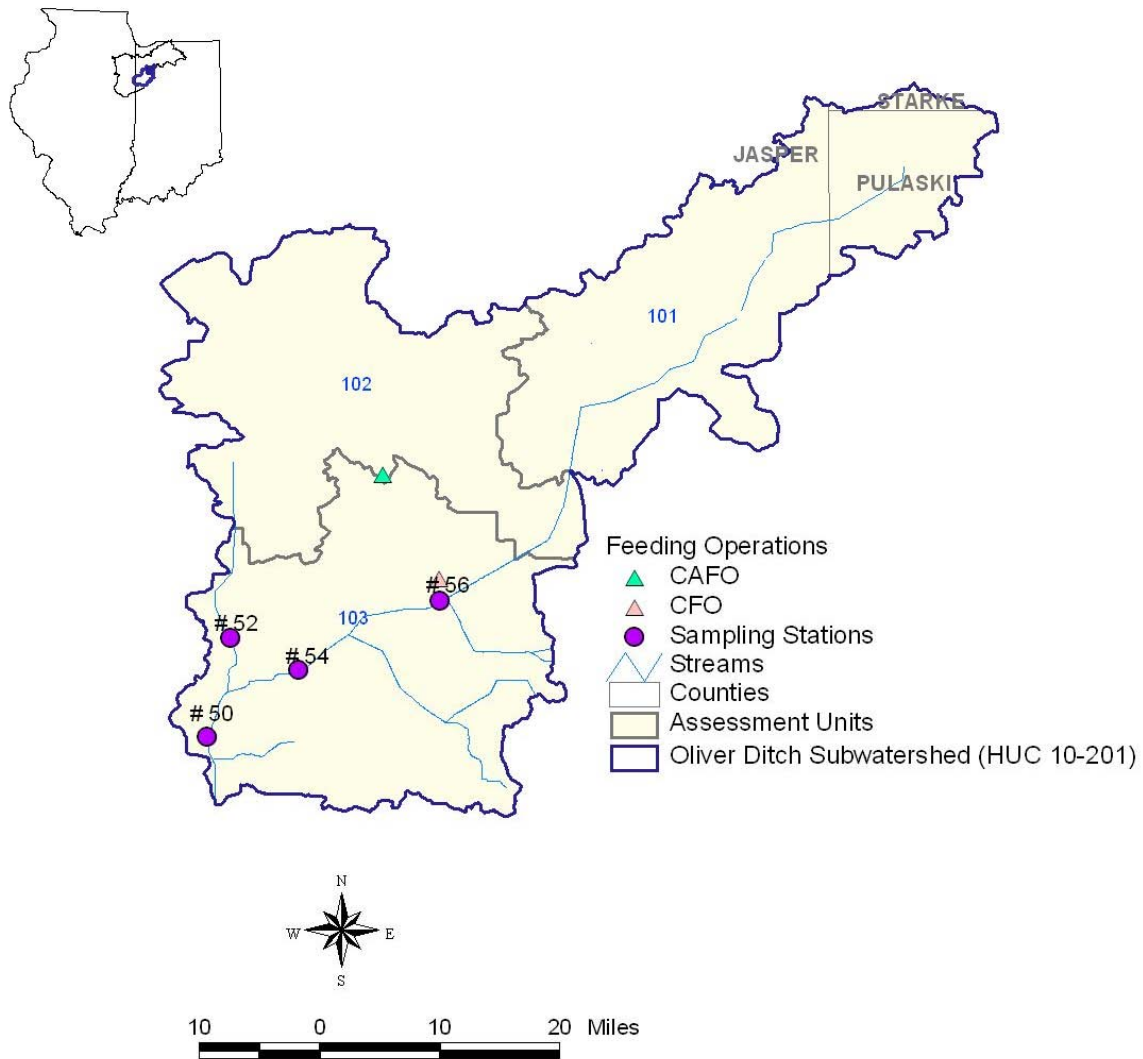 STARKE
JASPER
PULASKI
101
102
Feeding Operations
CAFO
CFO
Sampling Stations
Streams
Counties
Assessment Units
Oliver Ditch Subwatershed (HUC 10-201)
# 56
103
# 52
# 54
# 50
N
W E
S
10 0 10 20 Miles